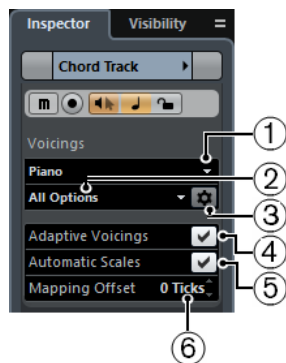 Inspector Visibility
Chord Track
m
Voicings
Piano
All Options
Adaptive Voicings
Automatic Scales
Mapping Offset 0 Ticks
1
2
3
4
5
6